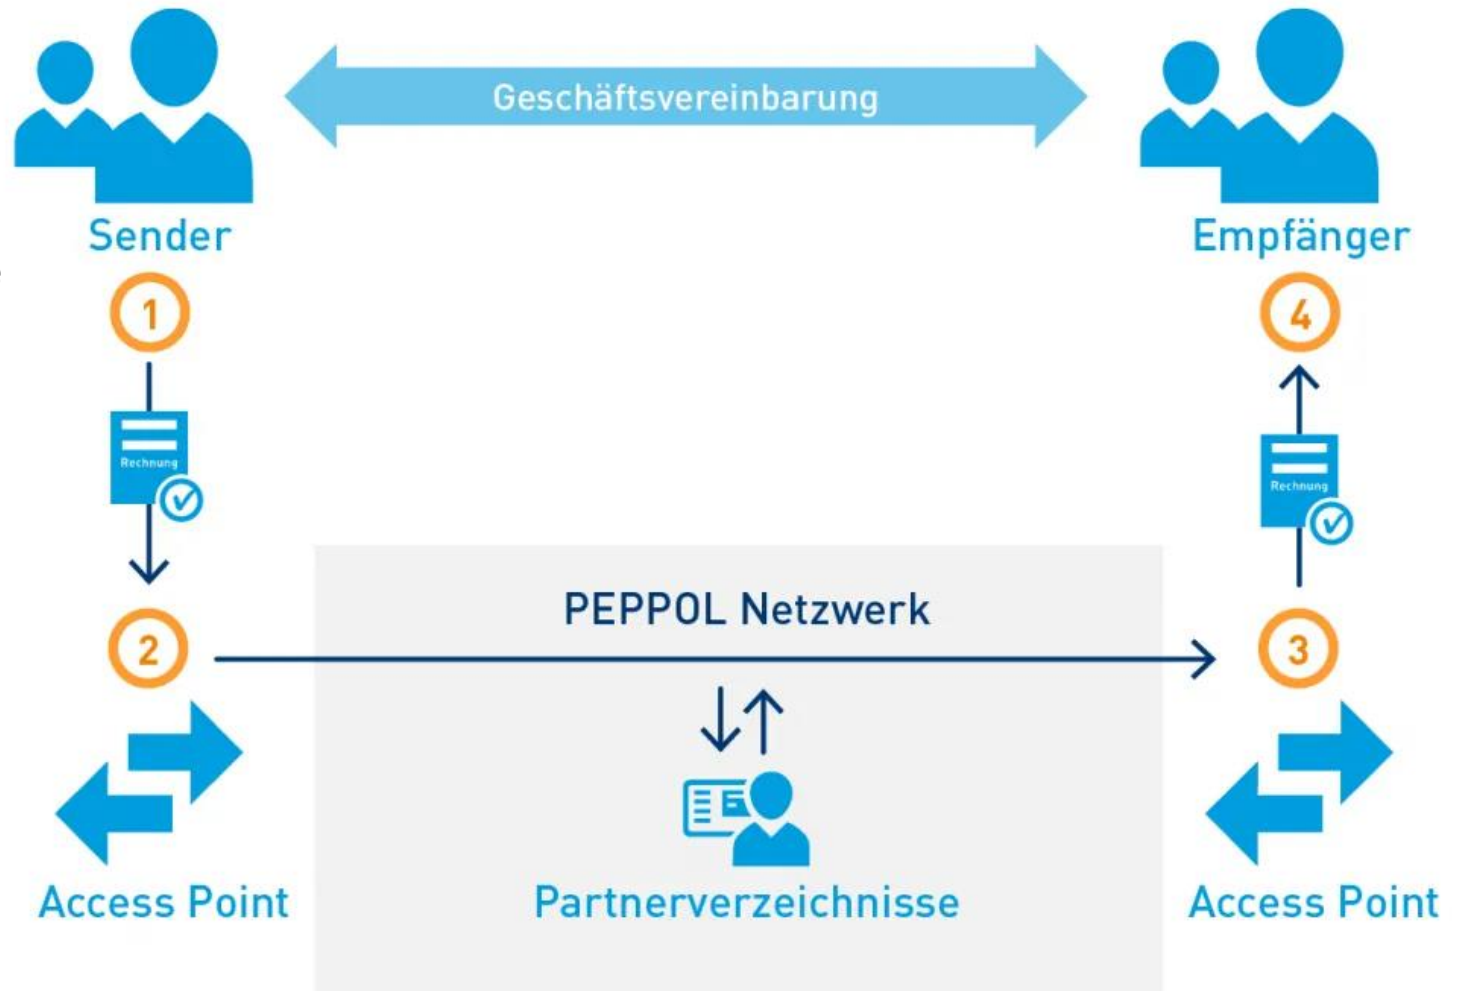 Geschäftsvereinbarung
Sender
Empfänger
1
4
Rechnung
Rechnung
PEPPOL Netzwerk
2
3
Access Point
Partnerverzeichnisse
Access Point